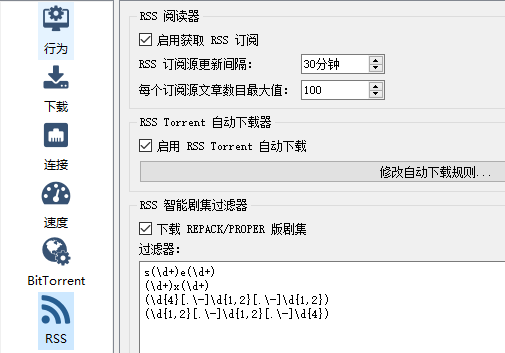 行为
下载
连接
速度
BitTorrent
RSS
RSS 阅读器
启用获取 RSS 订阅
RSS 订阅源更新间隔: 30分钟
每个订阅源文章数目最大值: 100
RSS Torrent 自动下载器
启用 RSS Torrent 自动下载
修改自动下载规则...
RSS 智能剧集过滤器
下载 REPACK/PROPER 版剧集
过滤器:
s(\d+)e(\d+)
(\d+)x(\d+)
(\d{4}[.\-]\d{1,2}[.\-]\d{1,2})
(\d{1,2}[.\-]\d{1,2}[.\-]\d{4})